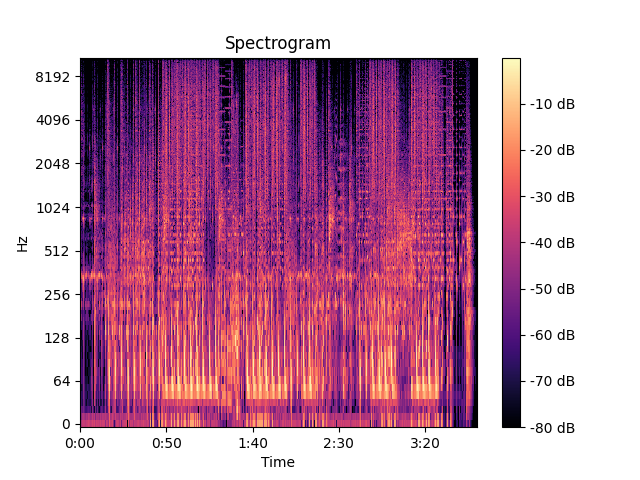 Spectrogram
8192
4096
2048
1024
512
256
128
64
0
Hz
0:00
0:50
1:40
2:30
3:20
Time
-10 dB
-20 dB
-30 dB
-40 dB
-50 dB
-60 dB
-70 dB
-80 dB